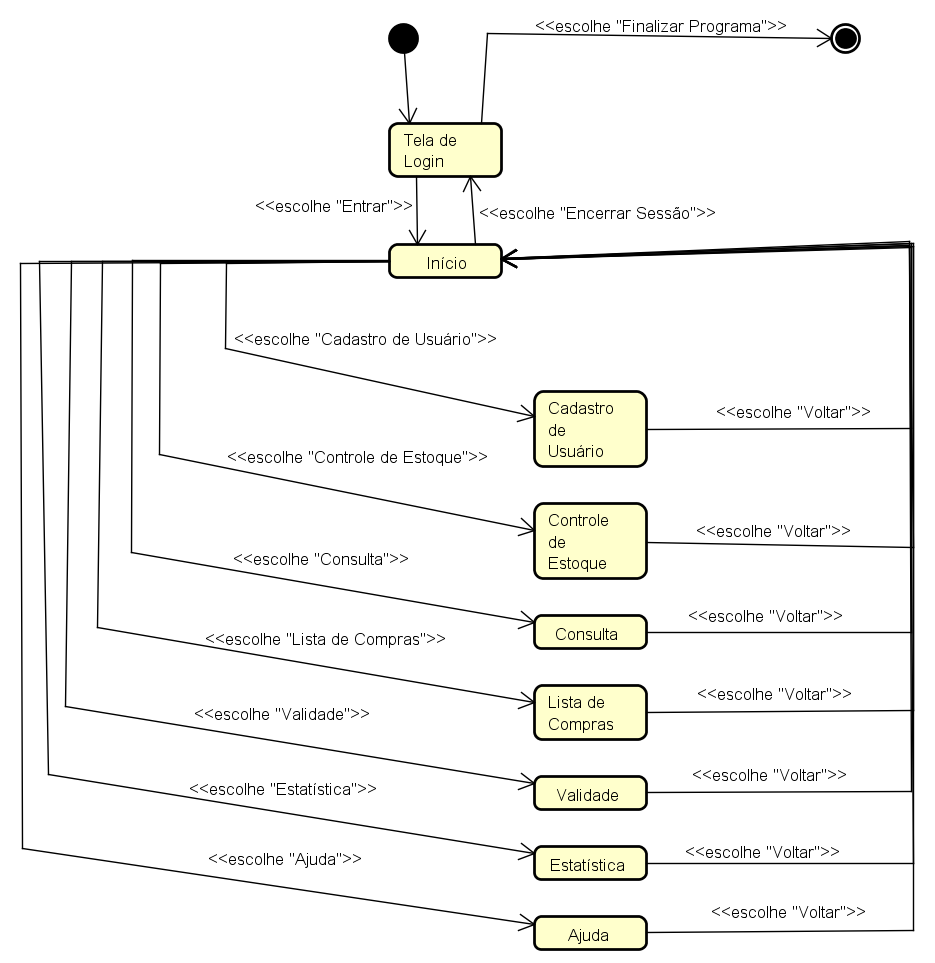 <<escolhe "Finalizar Programa">>
Tela de
Login
<<escolhe "Entrar">>
<<escolhe "Encerrar Sessão">>
Início
<<escolhe "Cadastro de Usuário">>
Cadastro
de
Usuário
<<escolhe "Voltar">>
<<escolhe "Controle de Estoque">>
Controle
de
Estoque
<<escolhe "Voltar">>
<<escolhe "Consulta">>
Consulta
<<escolhe "Voltar">>
<<escolhe "Lista de Compras">>
Lista de
Compras
<<escolhe "Voltar">>
<<escolhe "Validade">>
Validade
<<escolhe "Voltar">>
<<escolhe "Estatística">>
Estatística
<<escolhe "Voltar">>
<<escolhe "Ajuda">>
Ajuda
<<escolhe "Voltar">>